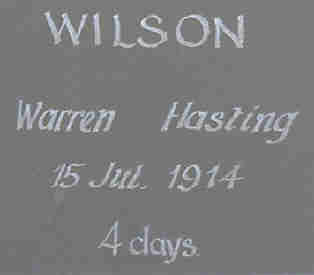 WILSON
Warren Hasting
15 Jul. 1914
4 days.